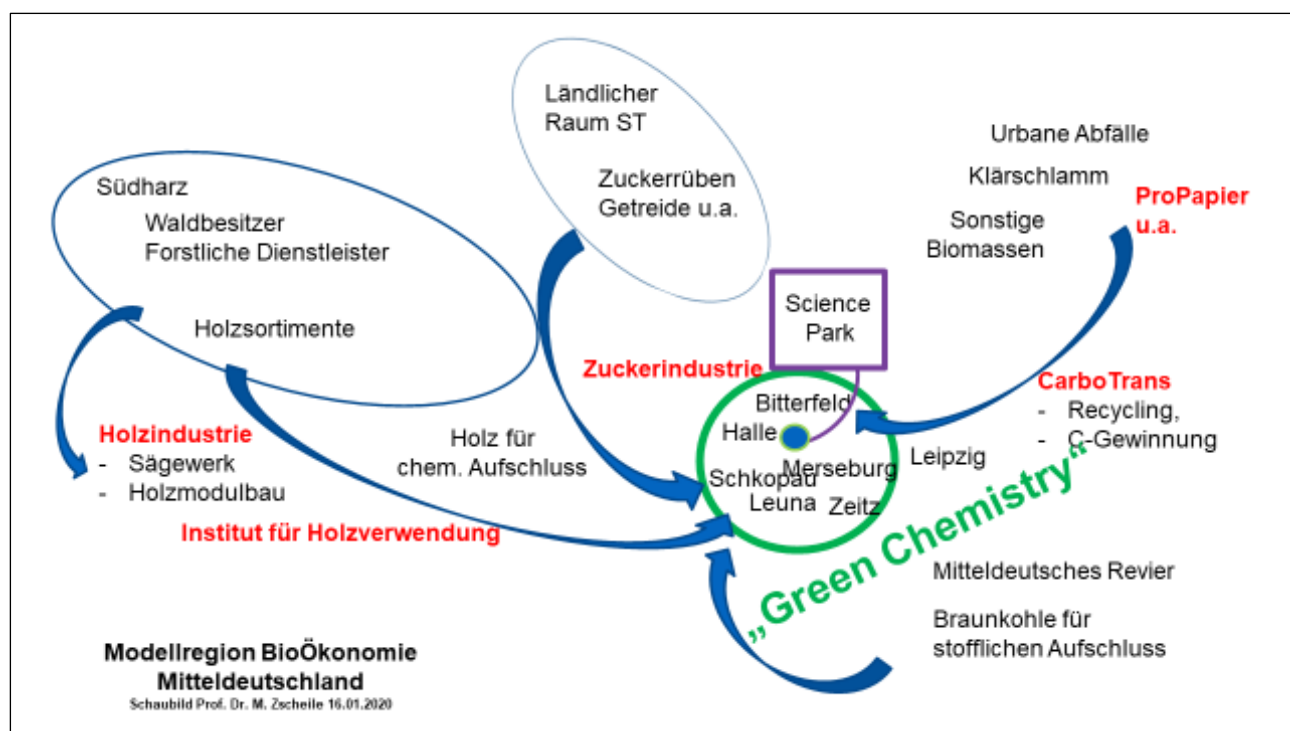 Ländlicher
Raum ST
Zuckerrüben
Getreide u.a.
Urbane Abfälle
Klärschlamm
Sonstige
Biomassen
ProPapier
u.a.
Südharz
Waldbesitzer
Forstliche Dienstleister
Holzsortimente
Science
Park
Zuckerindustrie
CarboTrans
- Recycling,
- C-Gewinnung
Holzindustrie
- Sägewerk
- Holzmodulbau
Holz für
chem. Aufschluss
Institut für Holzverwendung
Bitterfeld
Halle
Merseburg
Schkopau
Leuna
Zeitz
Leipzig
„Green Chemistry“
Mitteldeutsches Revier
Braunkohle für
stofflichen Aufschluss
Modellregion BioÖkonomie
Mitteldeutschland
Schaubild Prof. Dr. M. Zscheile 16.01.2020